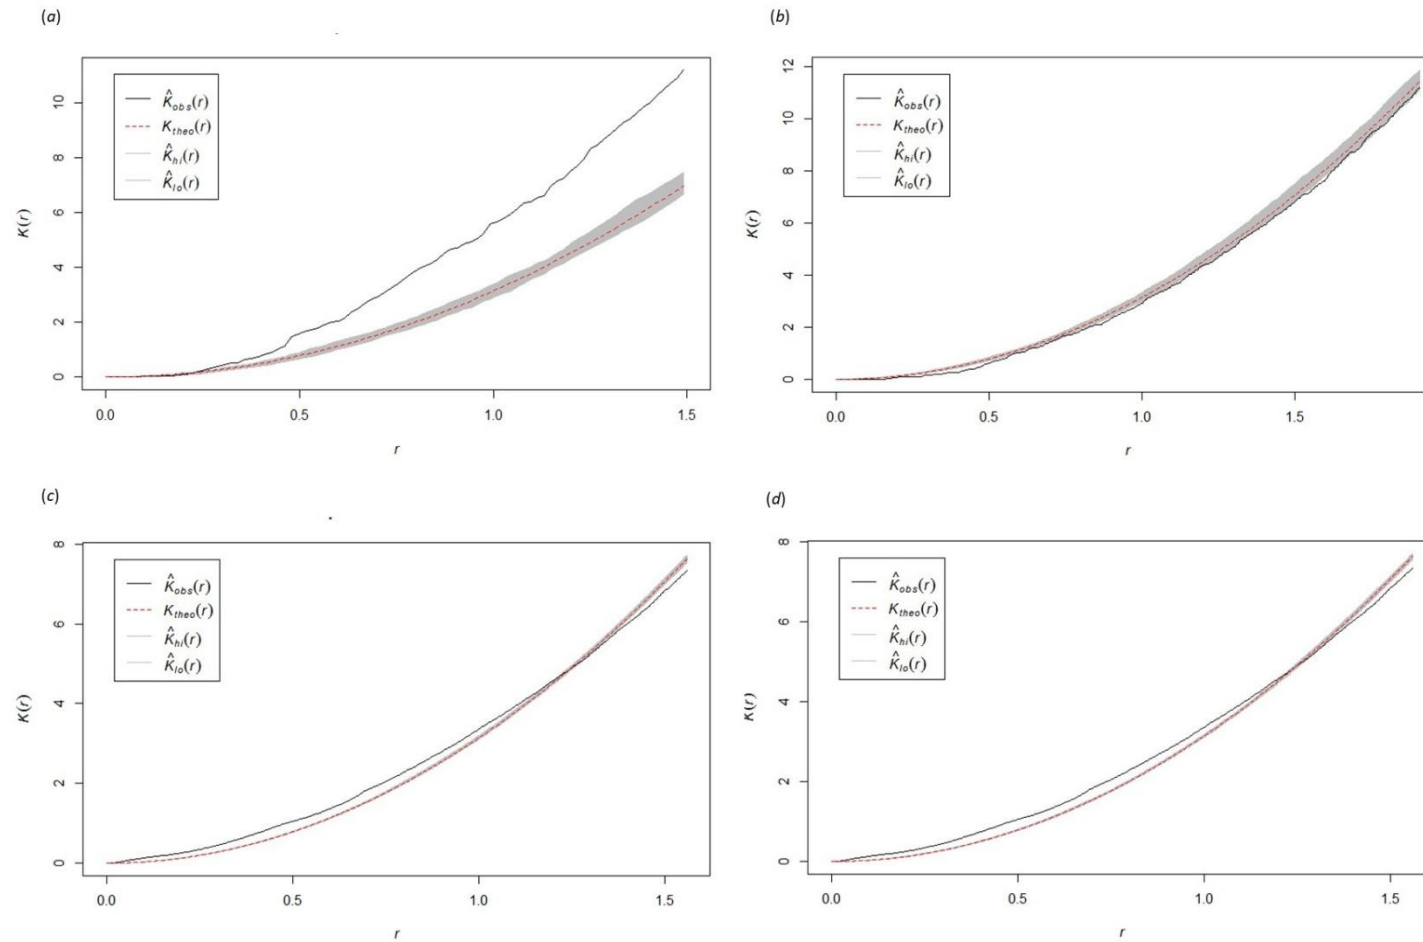 (a)
K̂obs(r)
Ktheo(r)
K̂hi(r)
K̂lo(r)
K(r)
10
8
6
4
2
0
0.0 0.5 1.0 1.5
r
(b)
K̂obs(r)
Ktheo(r)
K̂hi(r)
K̂lo(r)
K(r)
12
10
8
6
4
2
0
0.0 0.5 1.0 1.5
r
(c)
K̂obs(r)
Ktheo(r)
K̂hi(r)
K̂lo(r)
K(r)
8
6
4
2
0
0.0 0.5 1.0 1.5
r
(d)
K̂obs(r)
Ktheo(r)
K̂hi(r)
K̂lo(r)
K(r)
8
6
4
2
0
0.0 0.5 1.0 1.5
r